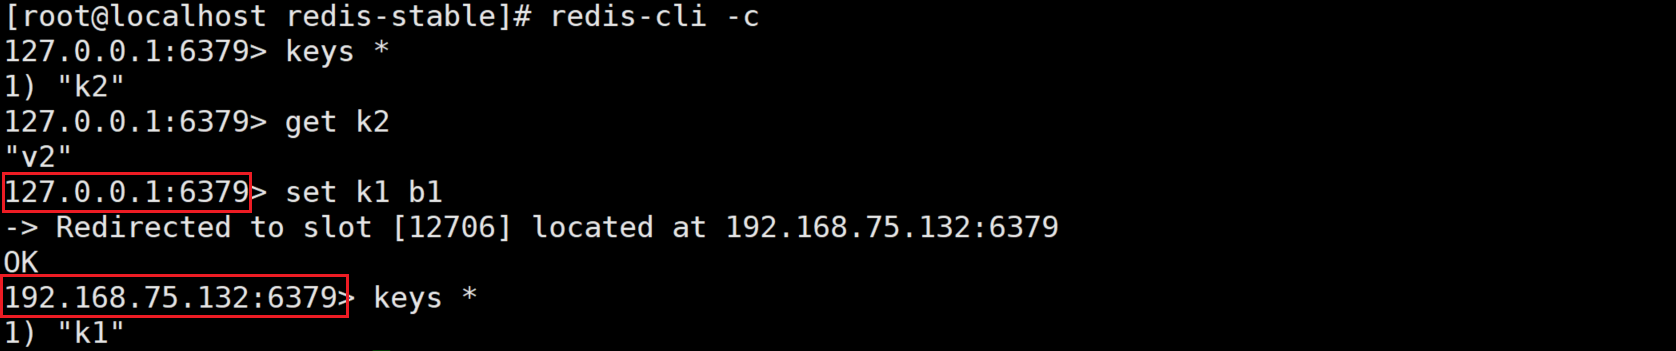 [root@localhost redis-stable]# redis-cli -c
127.0.0.1:6379> keys *
1) "k2"
127.0.0.1:6379> get k2
"v2"
127.0.0.1:6379> set k1 b1
-> Redirected to slot [12706] located at 192.168.75.132:6379
OK
192.168.75.132:6379> keys *
1) "k1"